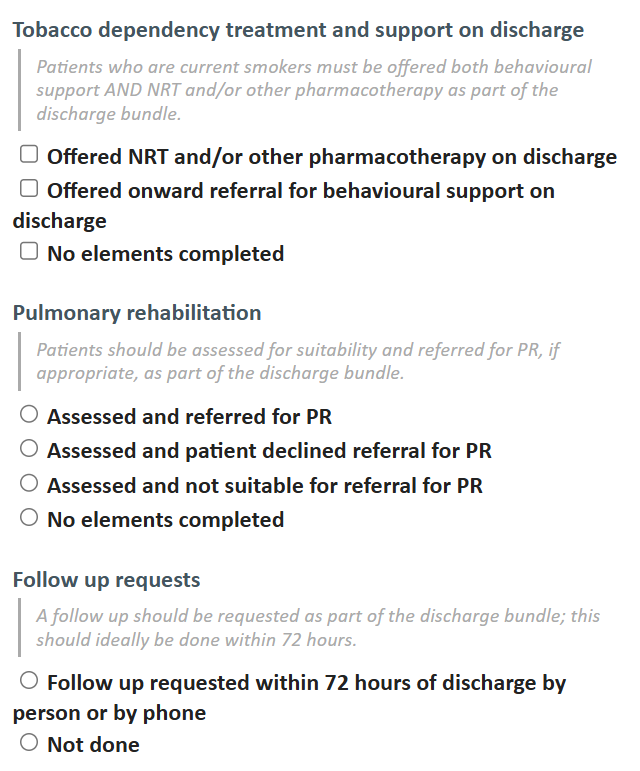 Tobacco dependency treatment and support on discharge
Patients who are current smokers must be offered both behavioural
support AND NRT and/or other pharmacotherapy as part of the
discharge bundle.
Offered NRT and/or other pharmacotherapy on discharge
Offered onward referral for behavioural support on
discharge
No elements completed
Pulmonary rehabilitation
Patients should be assessed for suitability and referred for PR, if
appropriate, as part of the discharge bundle.
Assessed and referred for PR
Assessed and patient declined referral for PR
Assessed and not suitable for referral for PR
No elements completed
Follow up requests
A follow up should be requested as part of the discharge bundle; this
should ideally be done within 72 hours.
Follow up requested within 72 hours of discharge by
person or by phone
Not done